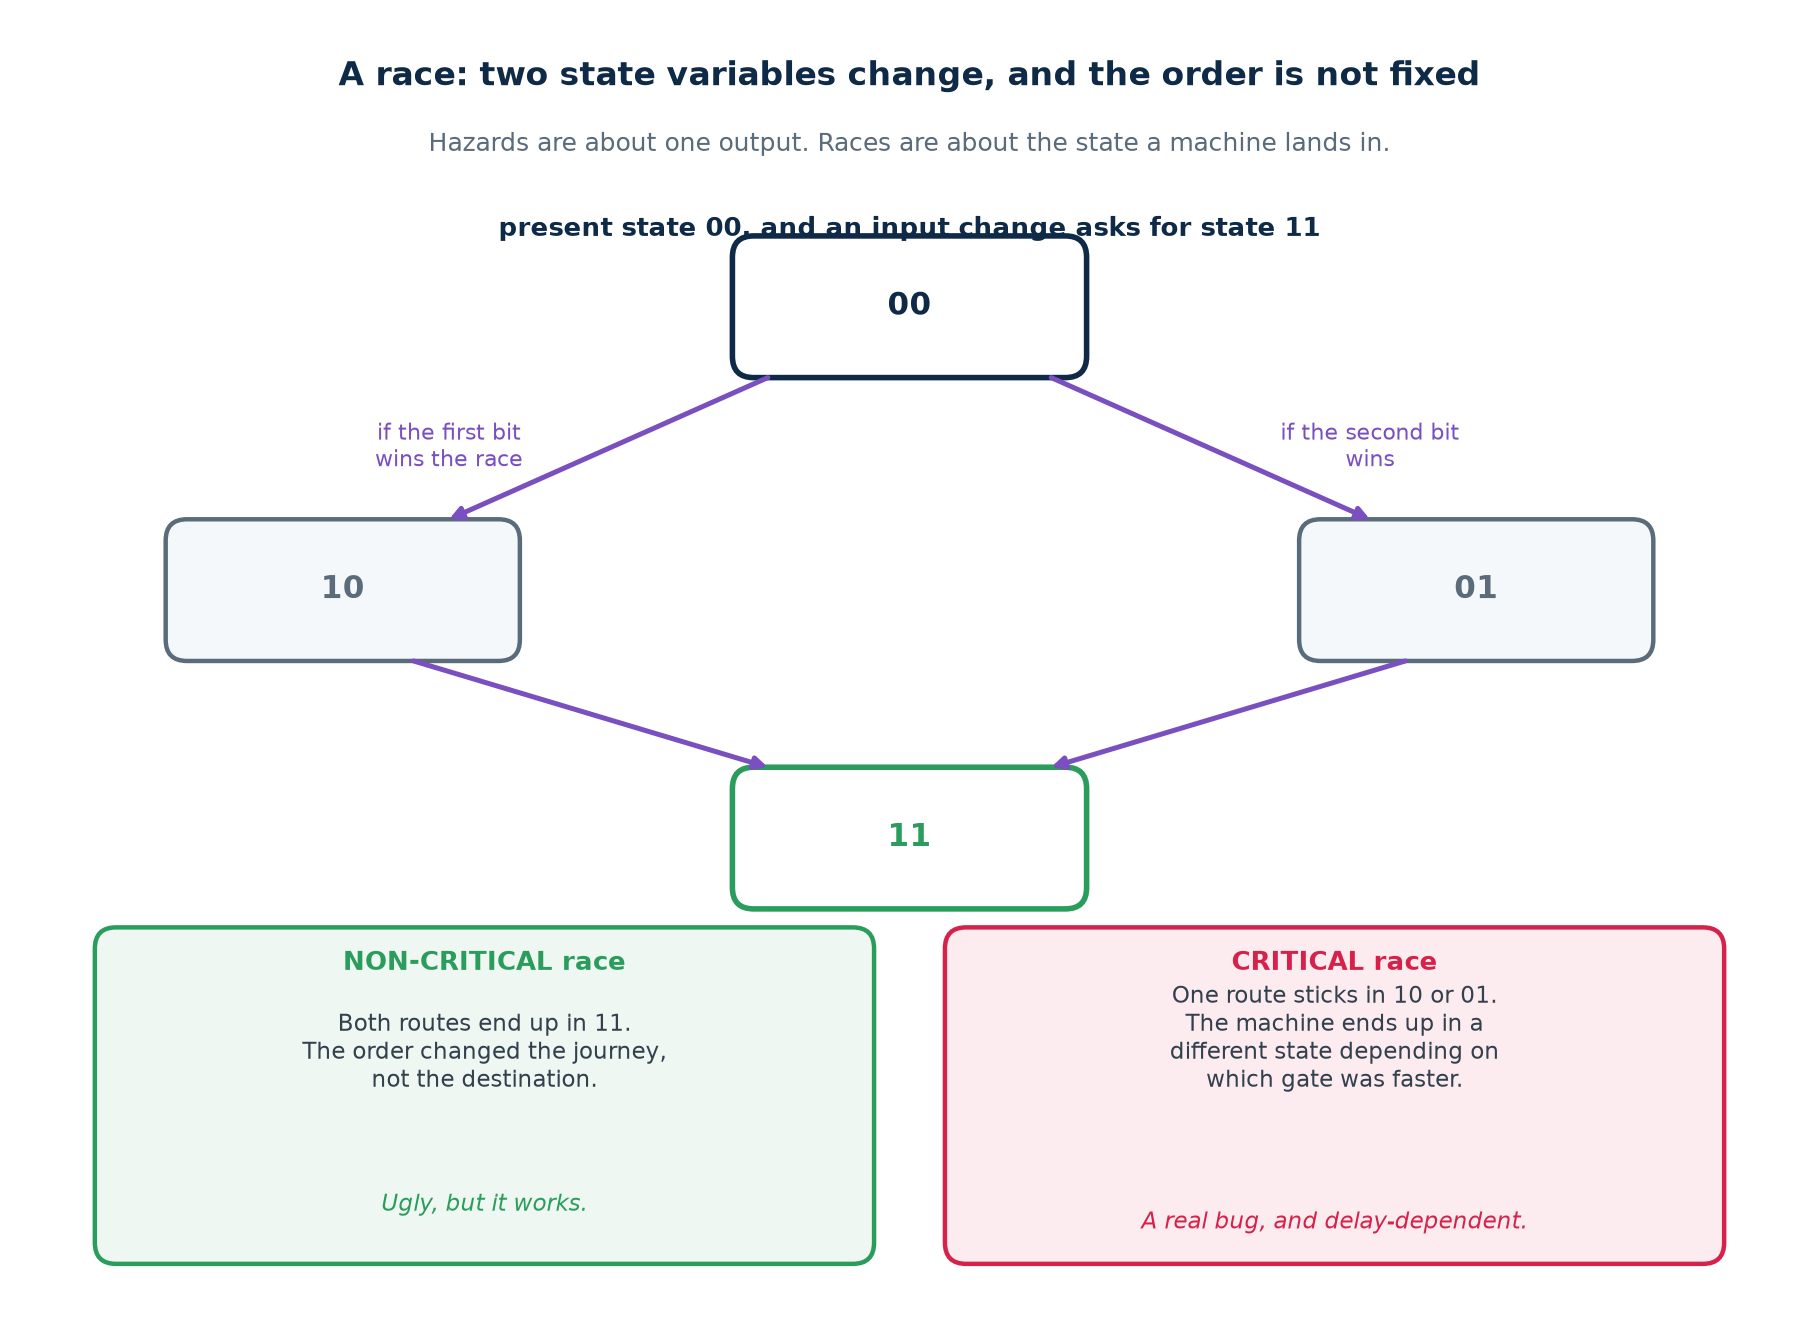 A race: two state variables change, and the order is not fixed
Hazards are about one output. Races are about the state a machine lands in.
present state 00, and an input change asks for state 11
00
if the first bit
wins the race
if the second bit
wins
10
01
11
NON-CRITICAL race
Both routes end up in 11.
The order changed the journey,
not the destination.
Ugly, but it works.
CRITICAL race
One route sticks in 10 or 01.
The machine ends up in a
different state depending on
which gate was faster.
A real bug, and delay-dependent.